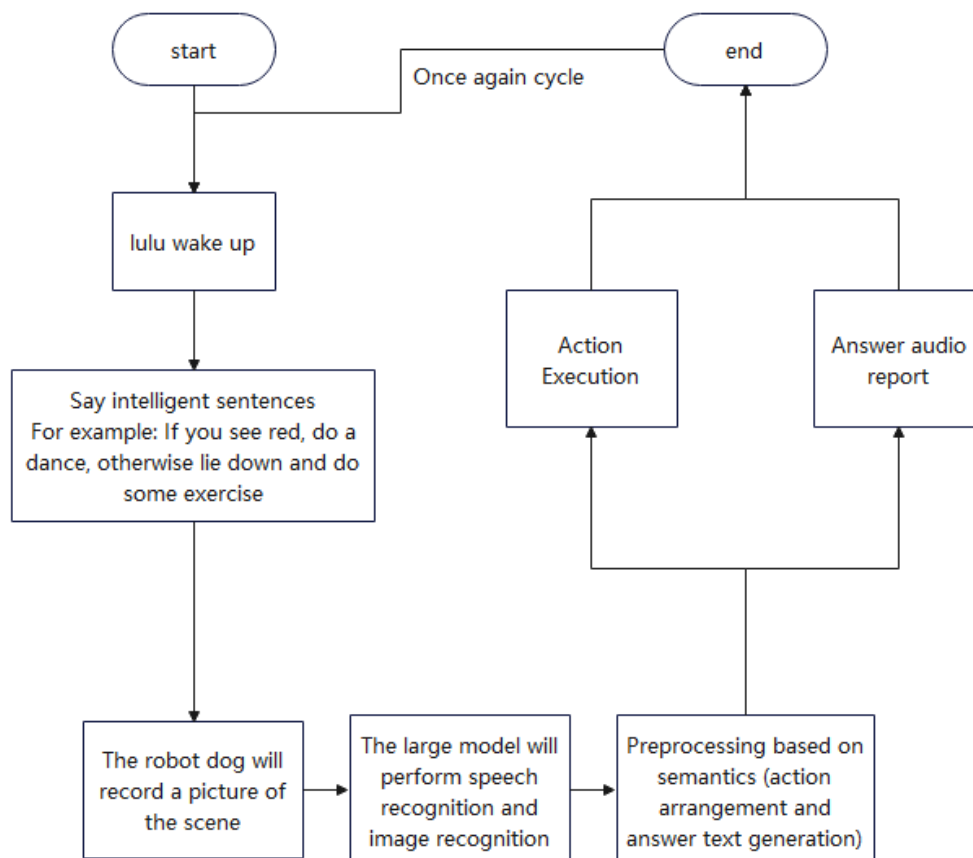 start
end
Once again cycle
lulu wake up
Say intelligent sentences
For example: If you see red, do a
dance, otherwise lie down and do
some exercise
Action
Execution
Answer audio
report
The robot dog will
record a picture of
the scene
The large model will
perform speech
recognition and
image recognition
Preprocessing based on
semantics (action
arrangement and
answer text generation)